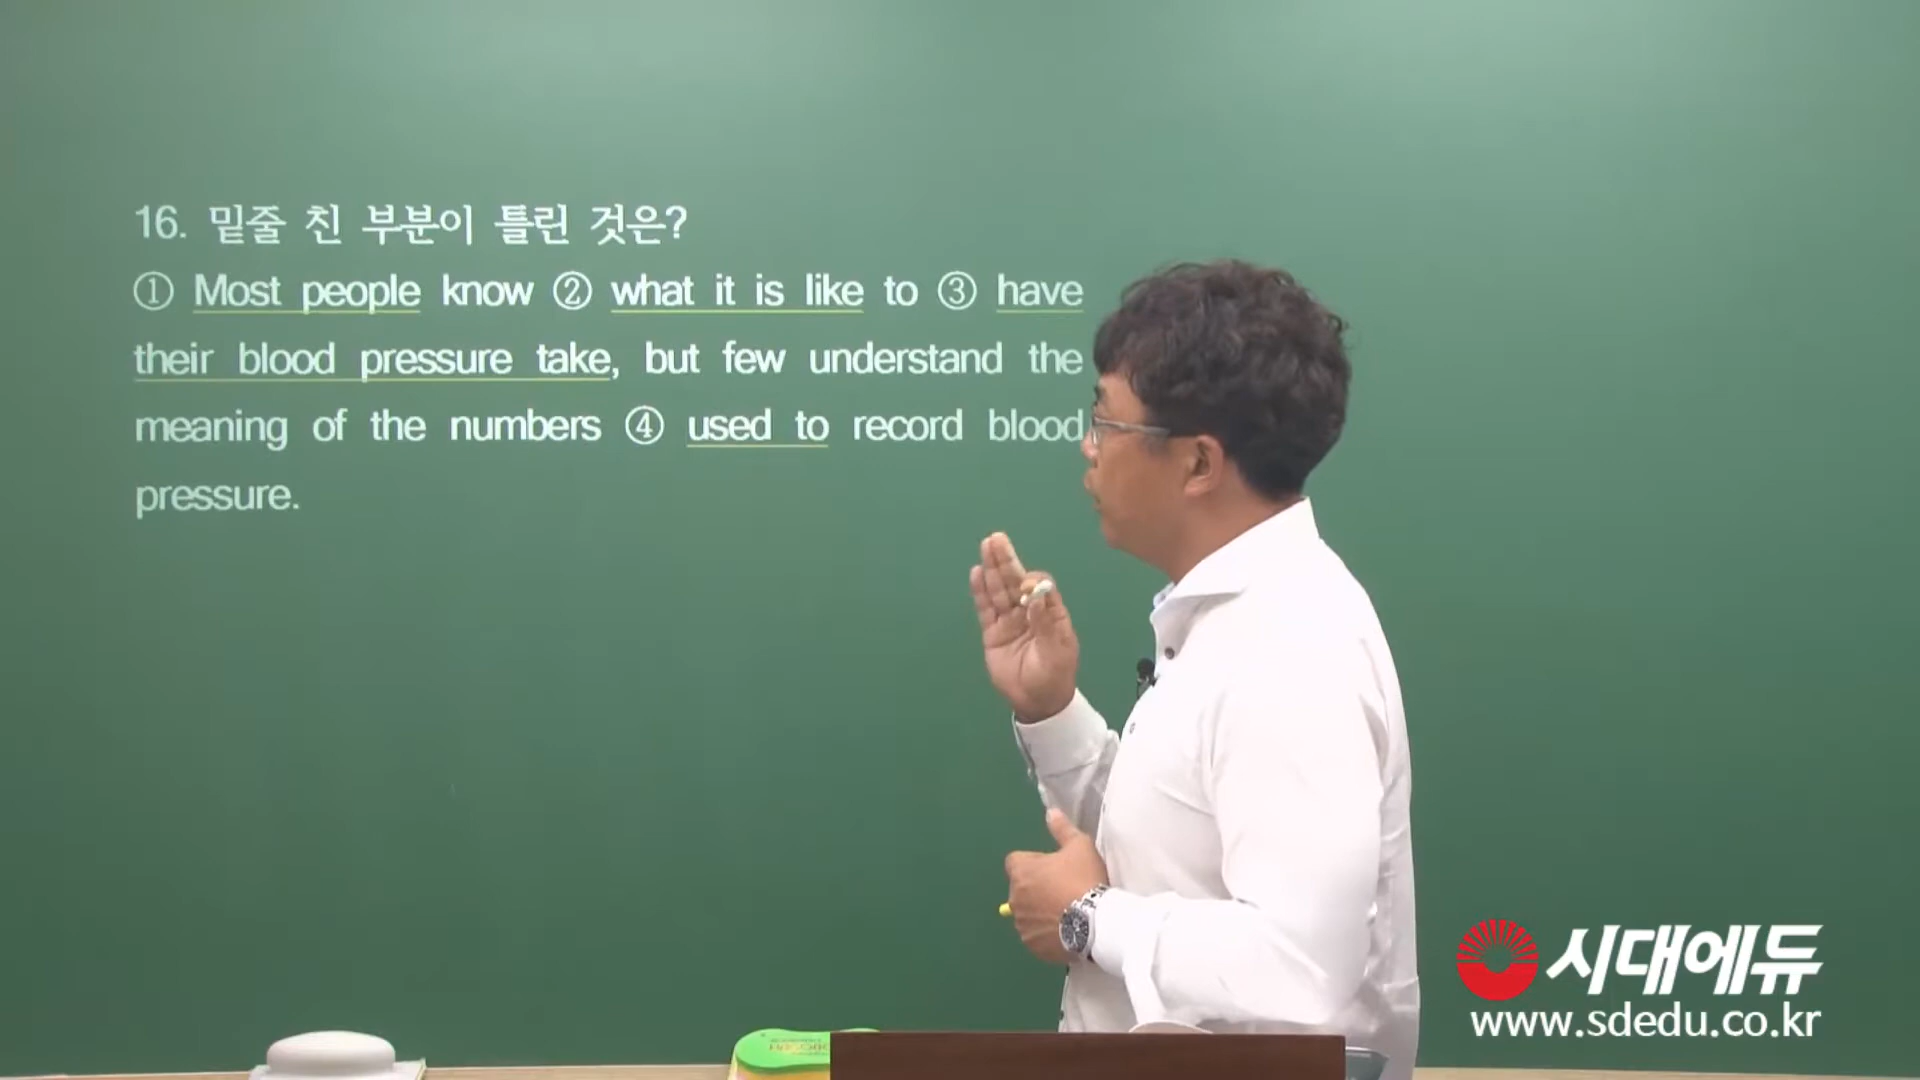 16. 밑줄 친 부분이 틀린 것은?
① Most people know ② what it is like to ③ have
their blood pressure take, but few understand the
meaning of the numbers ④ used to record blood
pressure.
시대에듀
www.sdedu.co.kr